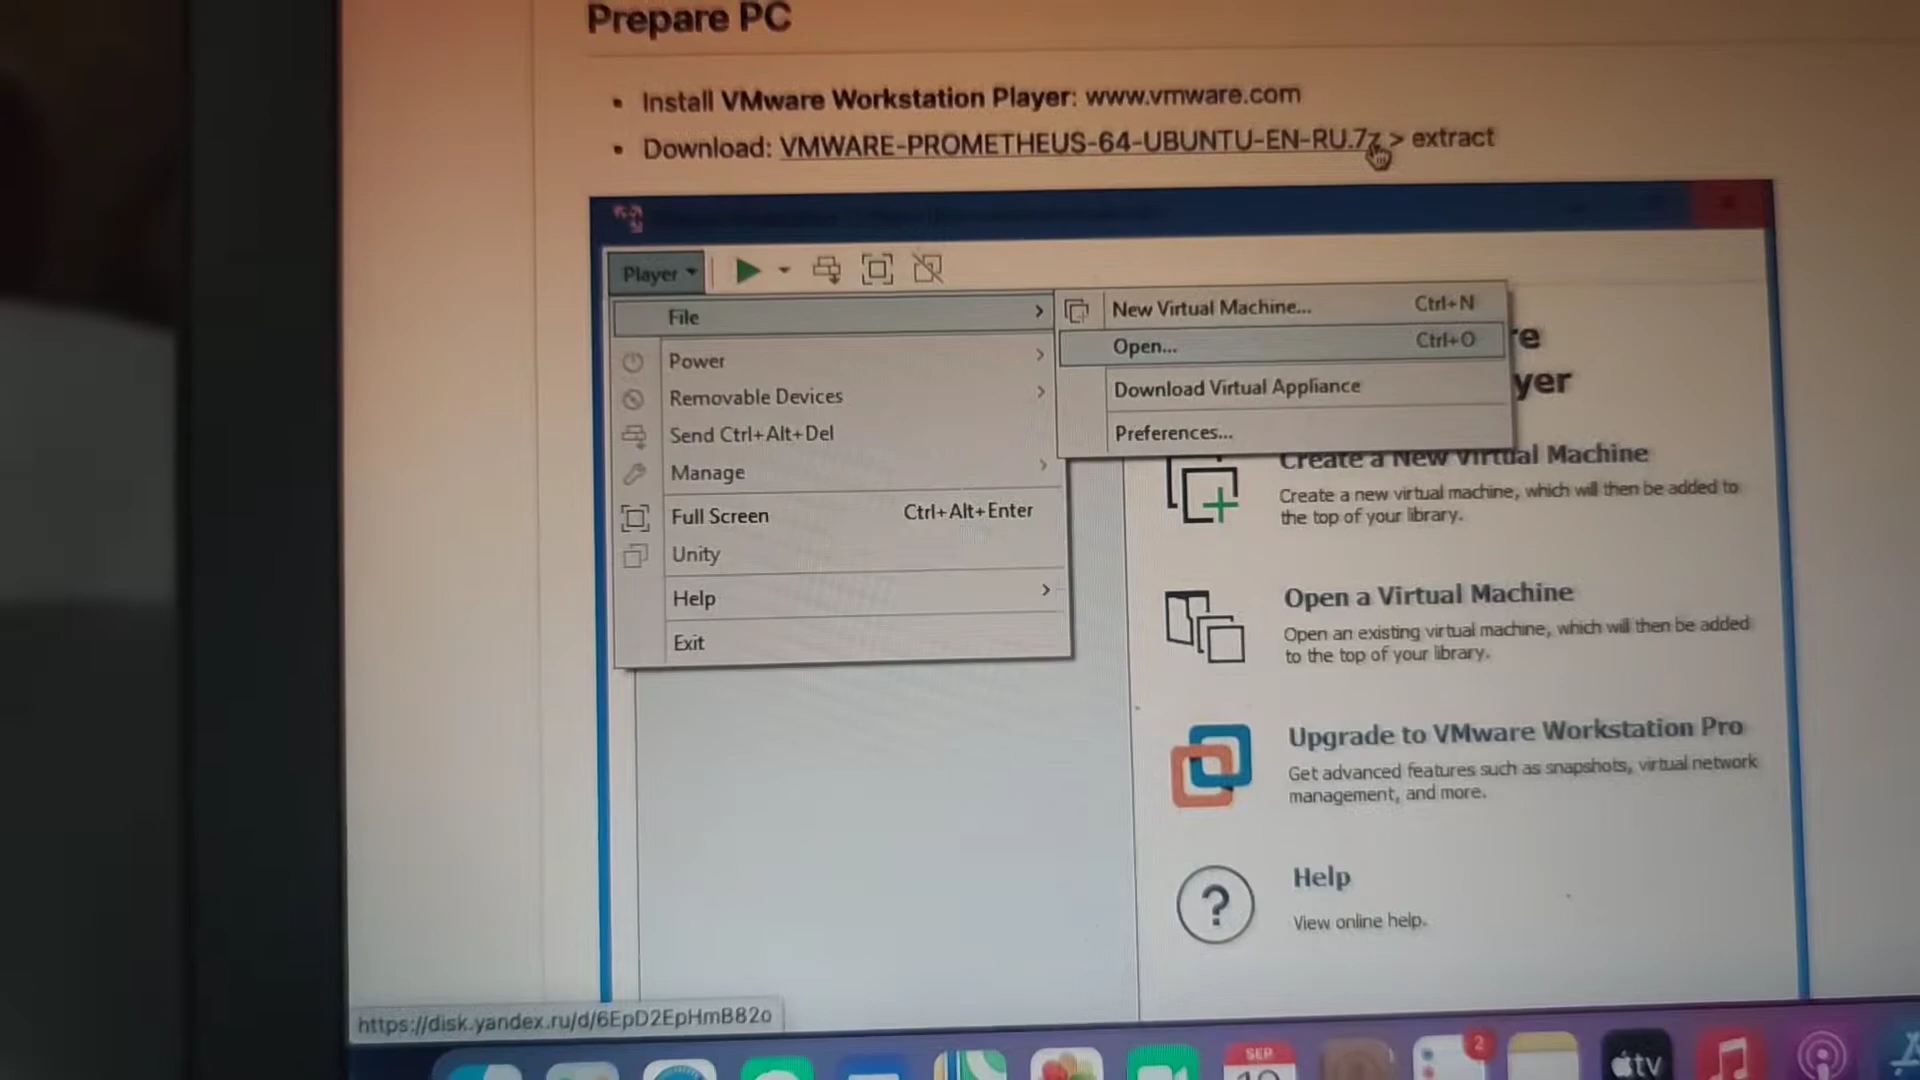 Prepare PC
• Install VMware Workstation Player: www.vmware.com
• Download: VMWARE-PROMETHEUS-64-UBUNTU-EN-RU.7z > extract
Player
File
New Virtual Machine... Ctrl+N
Open... Ctrl+O
Download Virtual Appliance
Preferences...
Power
Removable Devices
Send Ctrl+Alt+Del
Manage
Full Screen Ctrl+Alt+Enter
Unity
Help
Exit
re
yer
Create a New Virtual Machine
Create a new virtual machine, which will then be added to
the top of your library.
Open a Virtual Machine
Open an existing virtual machine, which will then be added
to the top of your library.
Upgrade to VMware Workstation Pro
Get advanced features such as snapshots, virtual network
management, and more.
?
Help
View online help.
https://disk.yandex.ru/d/6EpD2EpHmB82o
SEP
2
tv